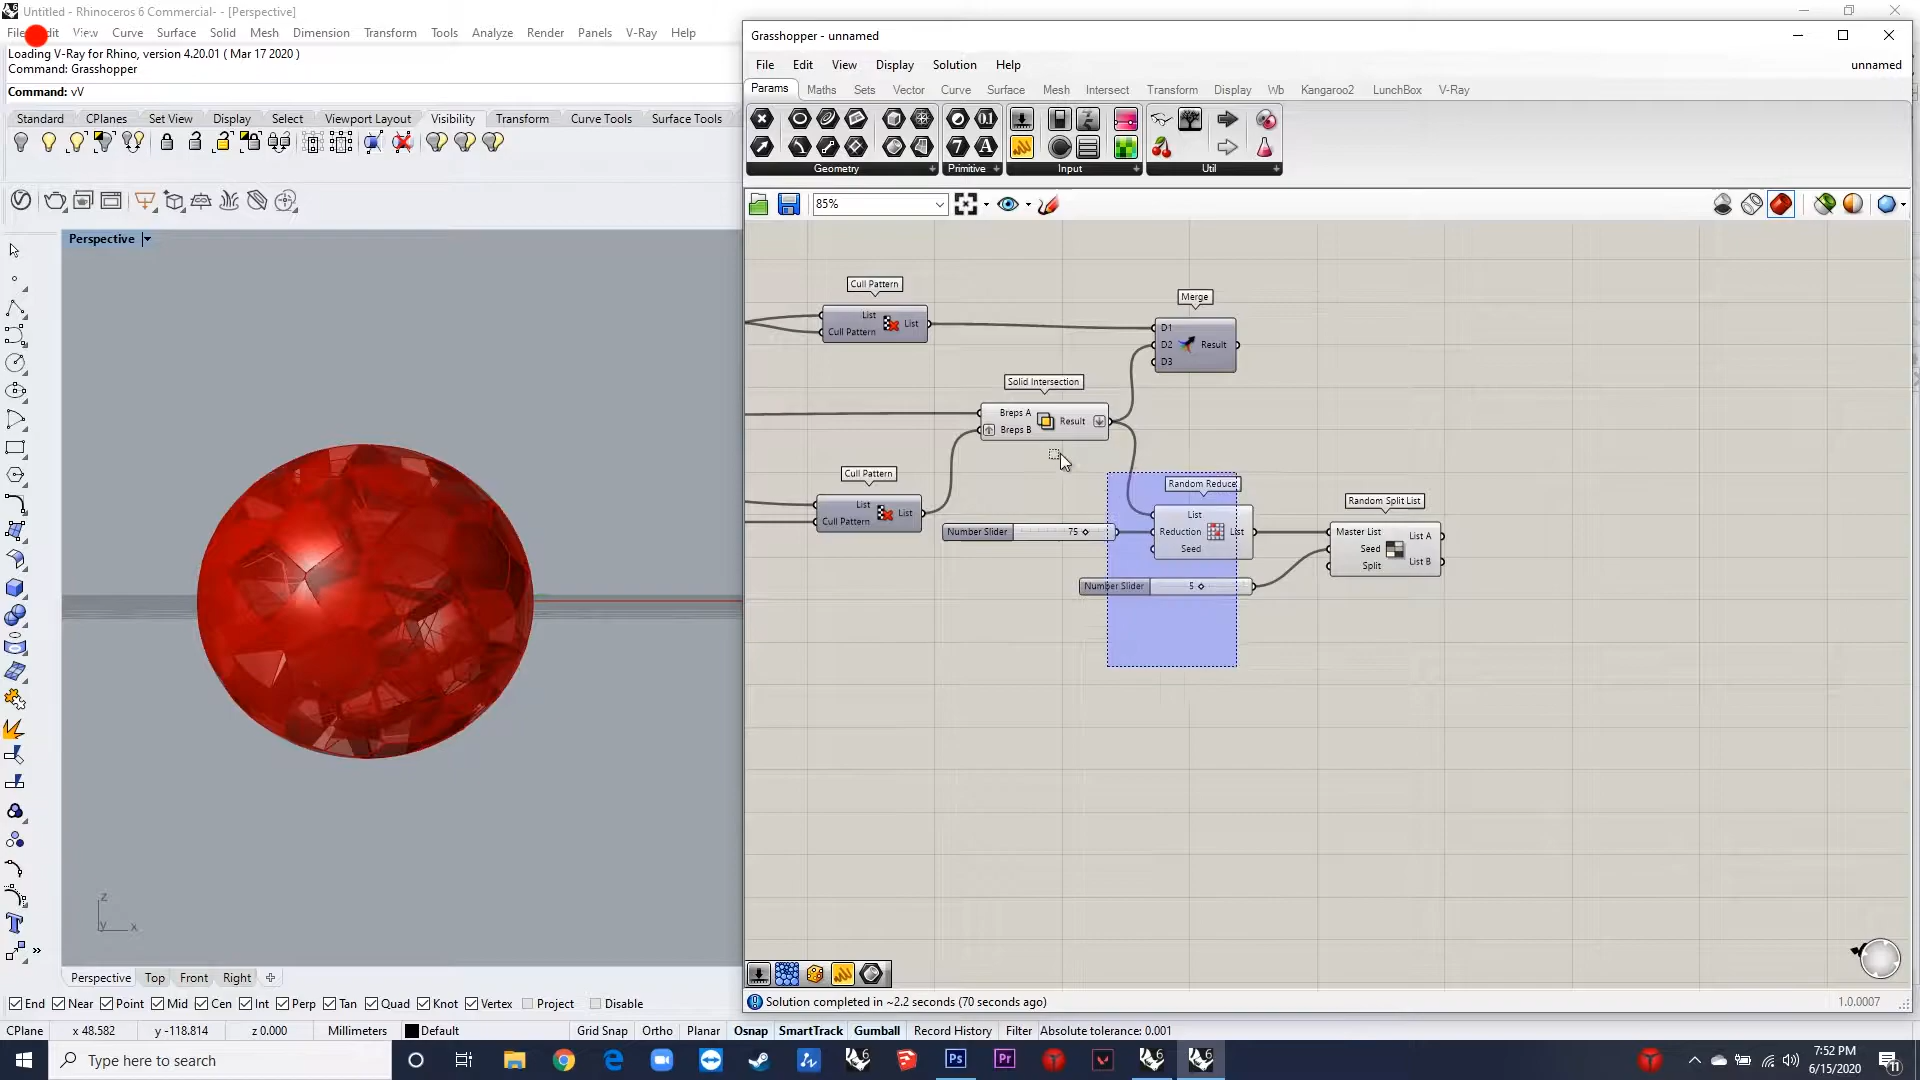 Untitled - Rhinoceros 6 Commercial- - [Perspective]
View Curve Surface Solid Mesh Dimension Transform Tools Analyze Render Panels V-Ray Help
Loading V-Ray for Rhino, version 4.20.01 ( Mar 17 2020 )
Command: Grasshopper
Command: vV
Standard CPlanes Set View Display Select Viewport Layout Visibility Transform Curve Tools Surface Tools
Perspective
z
y x
Perspective Top Front Right
End Near Point Mid Cen Int Perp Tan Quad Knot Vertex Project Disable
CPlane x 48.582 y -118.814 z 0.000 Millimeters Default Grid Snap Ortho Planar Osnap SmartTrack Gumball Record History Filter Absolute tolerance: 0.001
Grasshopper - unnamed
File Edit View Display Solution Help unnamed
Params Maths Sets Vector Curve Surface Mesh Intersect Transform Display Wb Kangaroo2 LunchBox V-Ray
Geometry Primitive Input Util
85%
Cull Pattern
List
Cull Pattern
List
Merge
D1
D2
D3
Result
Solid Intersection
Breps A
Breps B
Result
Cull Pattern
List
Cull Pattern
List
Number Slider 75
Random Reduce
List
Reduction
Seed
List
Number Slider 5
Random Split List
Master List
Seed
Split
List A
List B
Solution completed in ~2.2 seconds (70 seconds ago)
1.0.0007
Type here to search
7:52 PM
6/15/2020